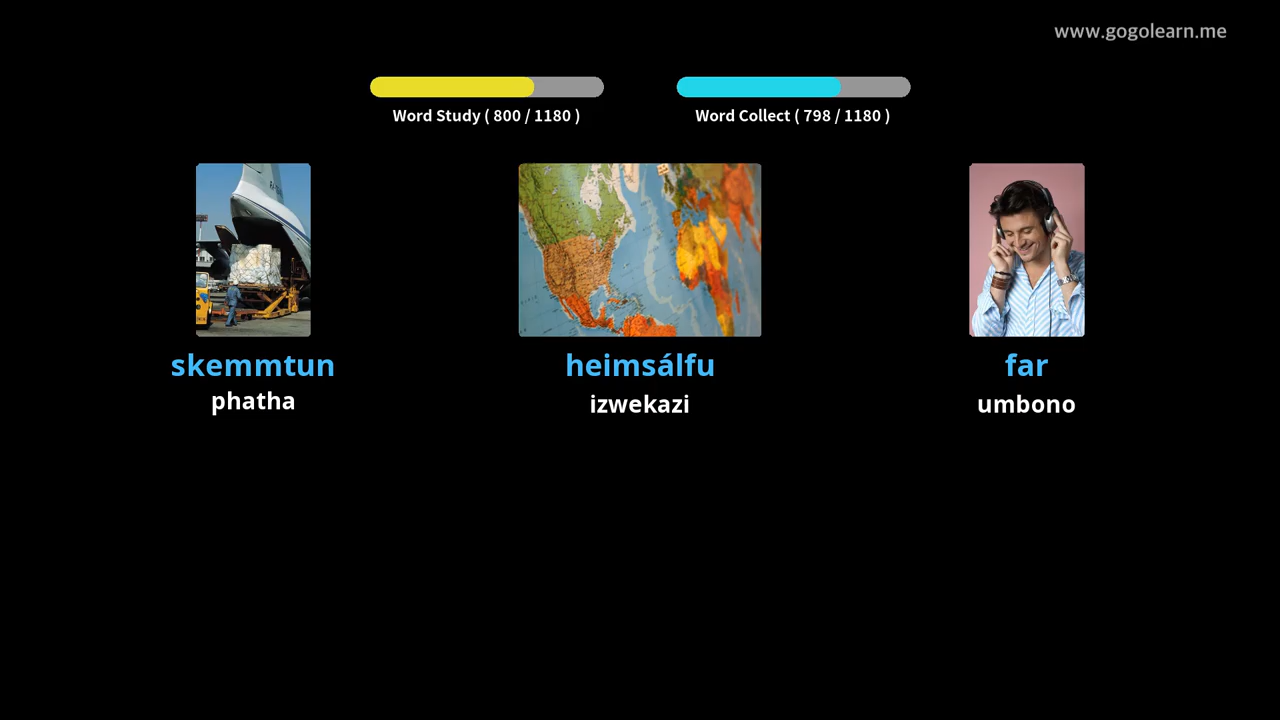 www.gogolearn.me
Word Study ( 800 / 1180 )
Word Collect ( 798 / 1180 )
skemmtun
heimsálfu
far
phatha
izwekazi
umbono